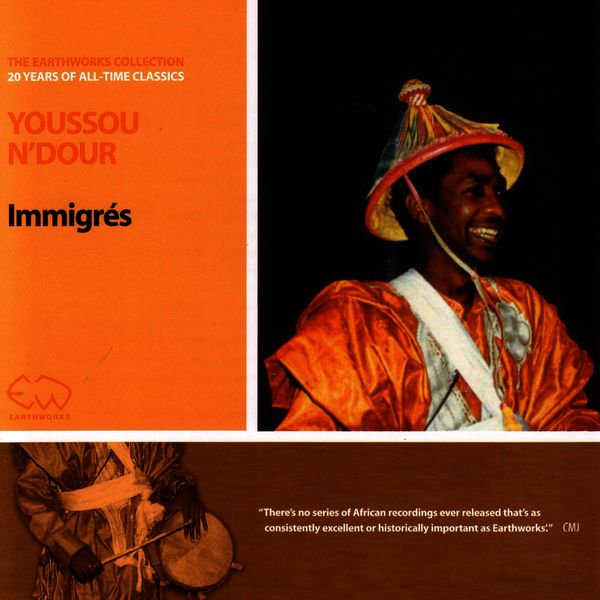 THE EARTHWORKS COLLECTION
20 YEARS OF ALL-TIME CLASSICS
YOUSSOU
N'DOUR
Immigrés
EW
EARTHWORKS
“There’s no series of African recordings ever released that’s as
consistently excellent or historically important as Earthworks’.” CMJ